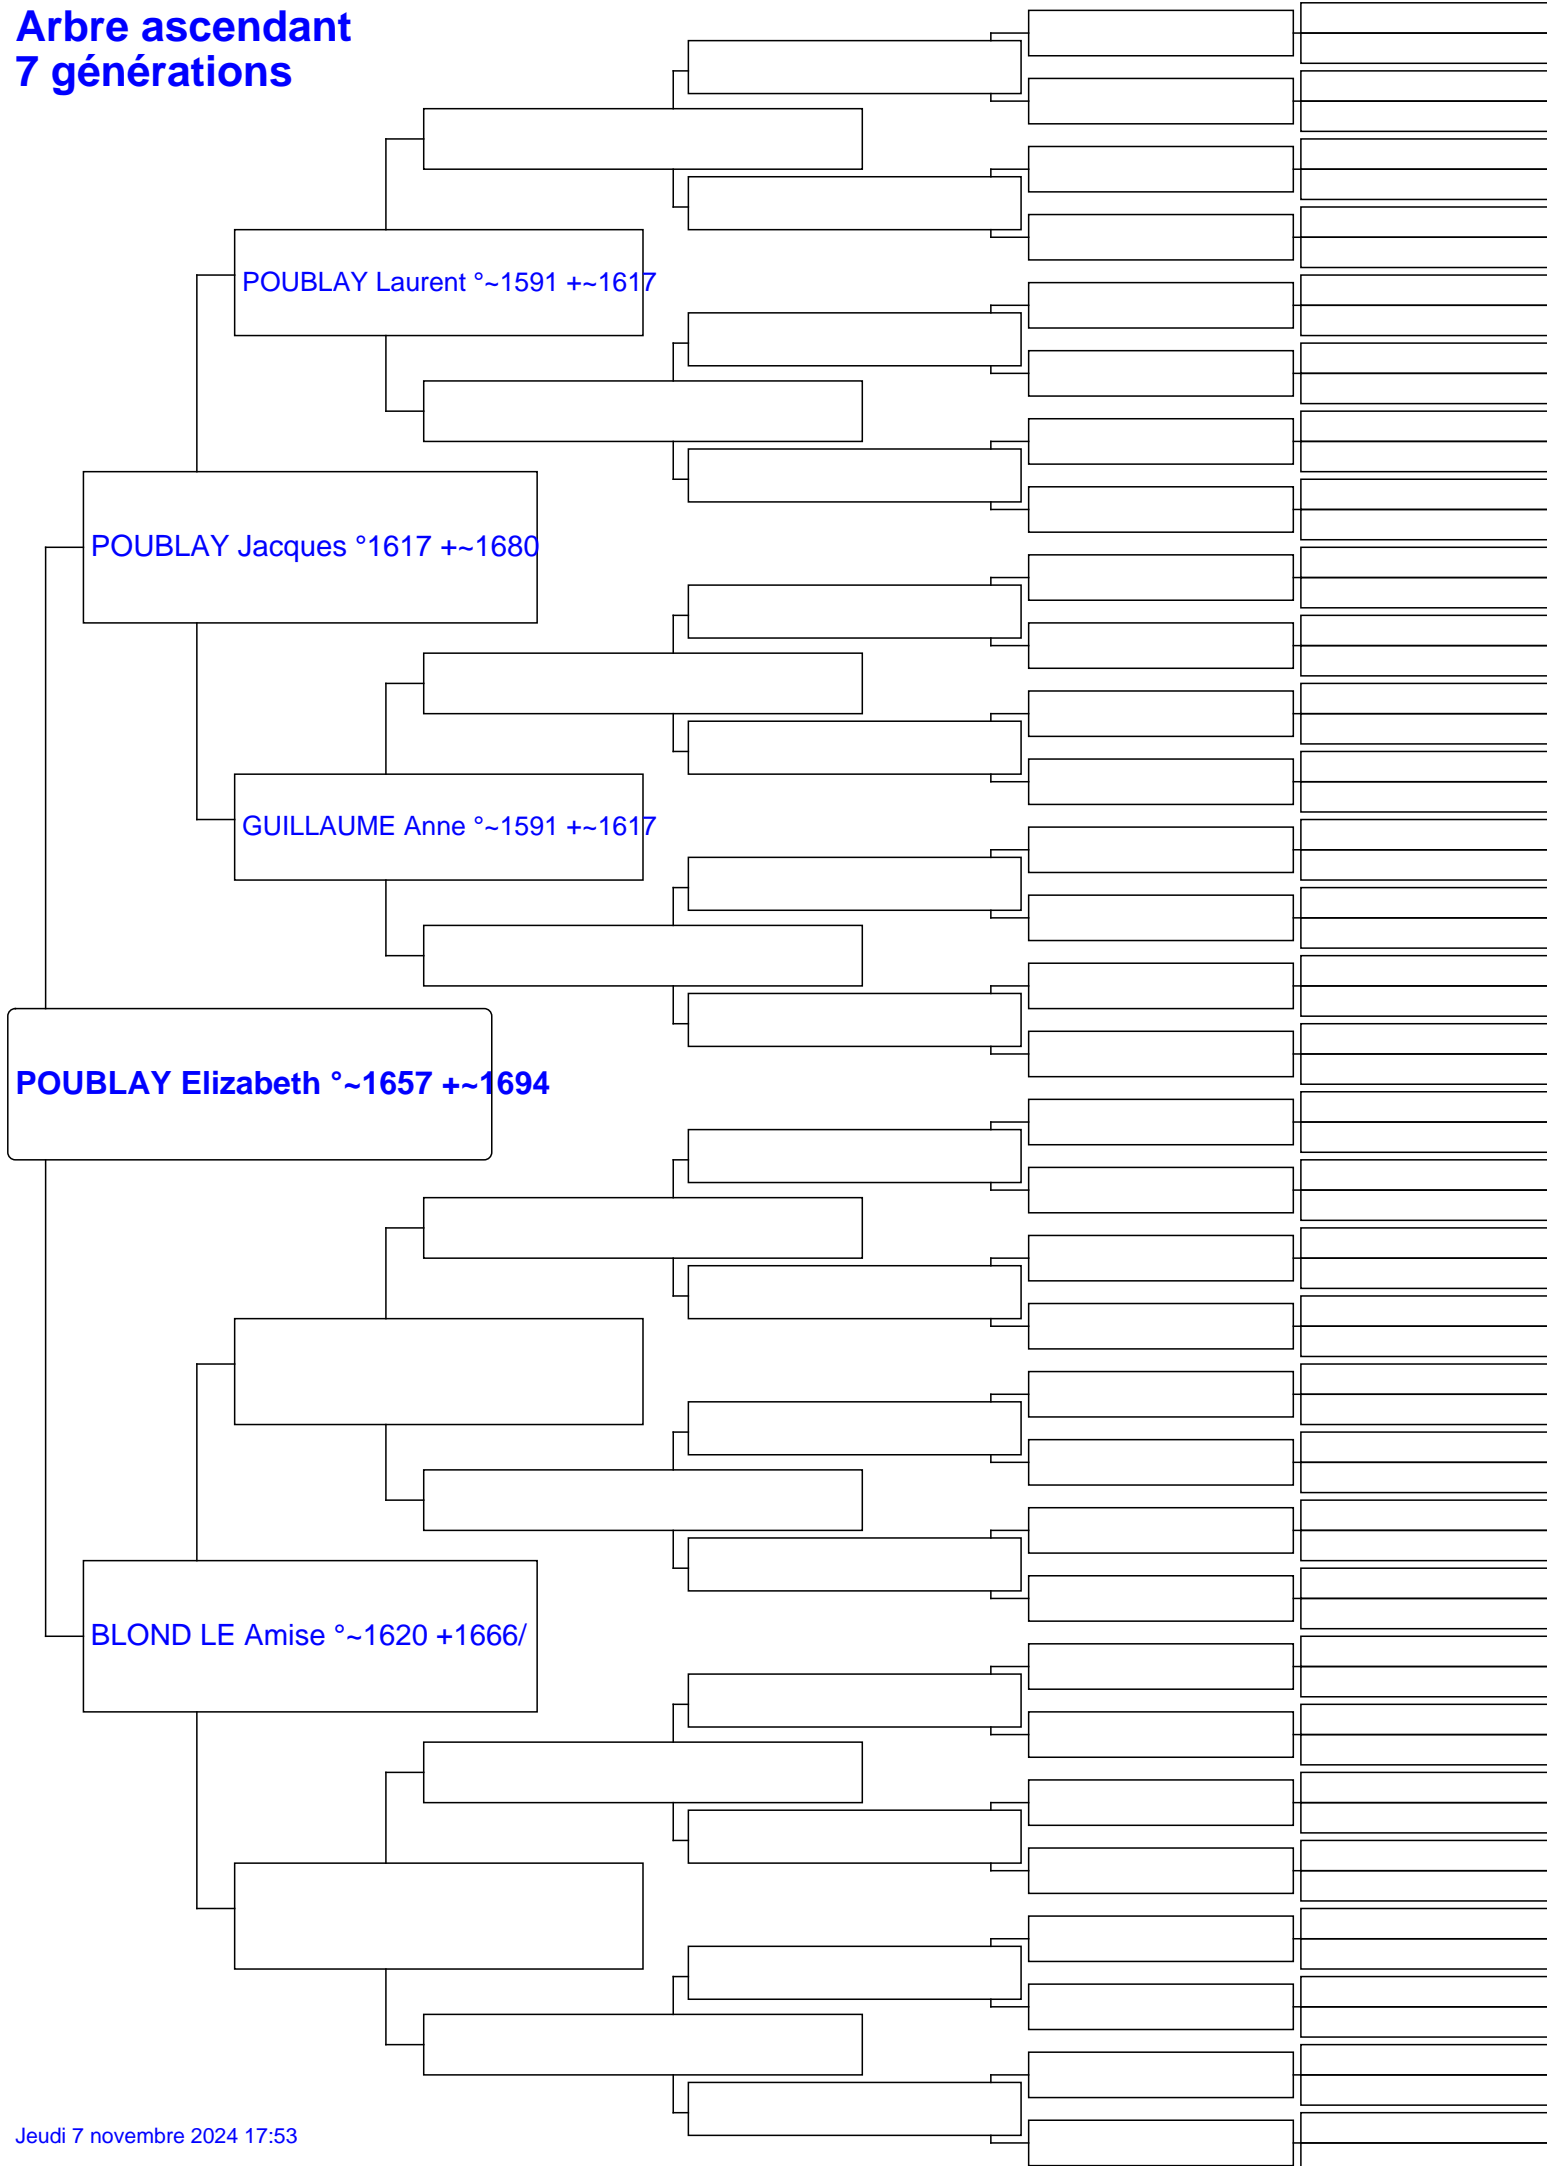 Arbre ascendant
7 générations
POUBLAY Laurent °~1591 +~1617
POUBLAY Jacques °1617 +~1680
GUILLAUME Anne °~1591 +~1617
POUBLAY Elizabeth °~1657 +~1694
BLOND LE Amise °~1620 +1666/
Jeudi 7 novembre 2024 17:53